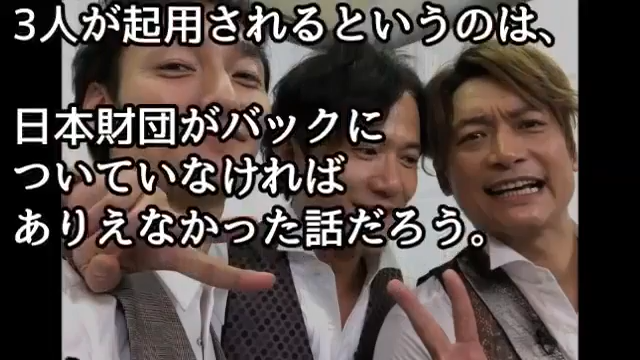 3人が起用されるというのは、
日本財団がバックに
ついていなければ
ありえなかった話だろう。